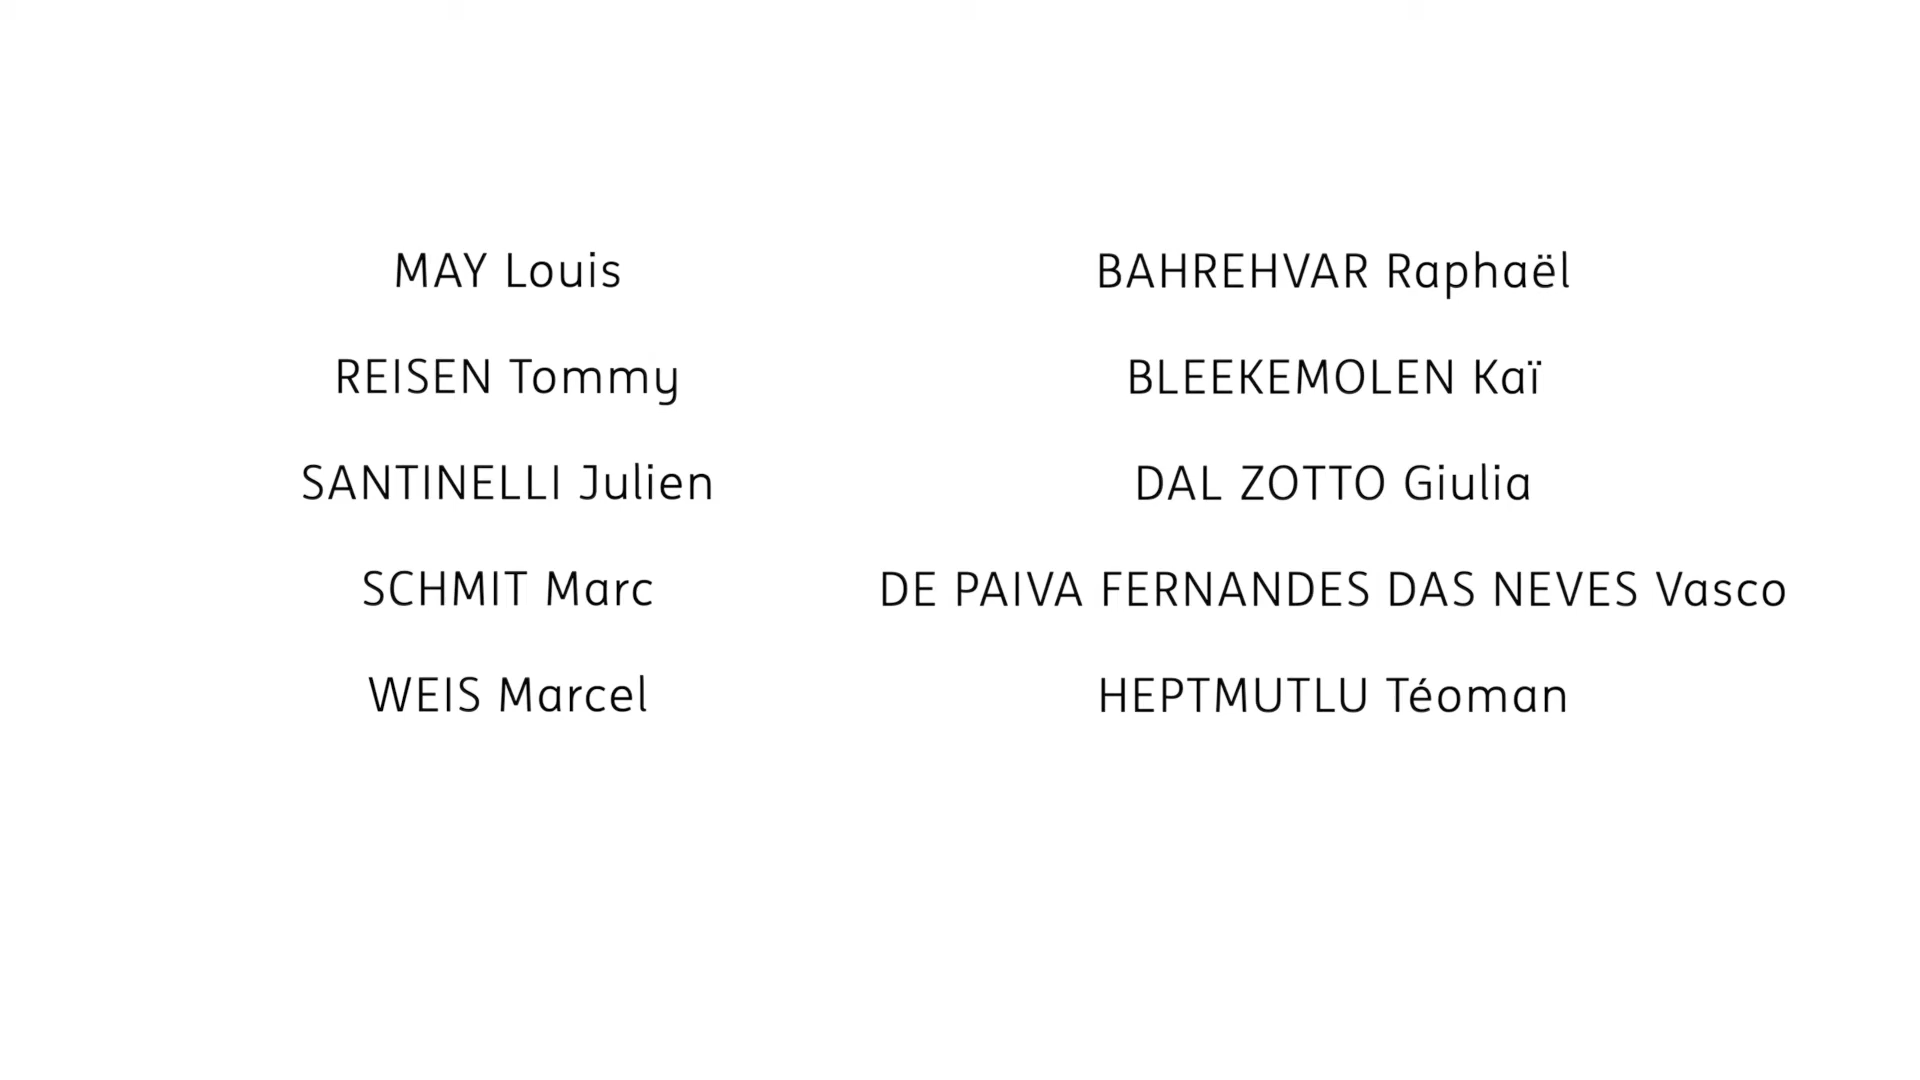 MAY Louis
REISEN Tommy
SANTINELLI Julien
SCHMIT Marc
WEIS Marcel
BAHREHVAR Raphaël
BLEEKEMOLEN Kaï
DAL ZOTTO Giulia
DE PAIVA FERNANDES DAS NEVES Vasco
HEPTMUTLU Téoman